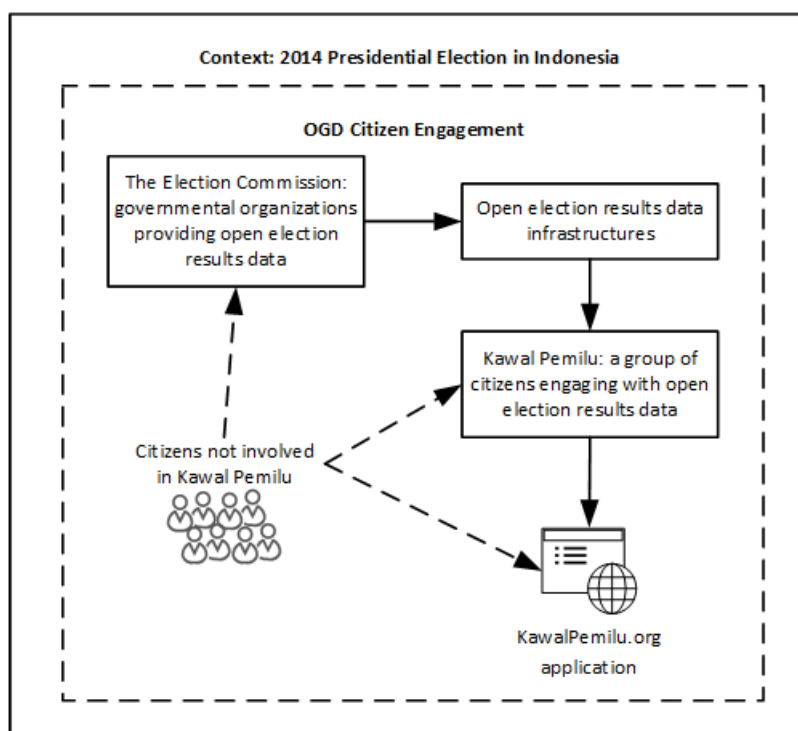 Context: 2014 Presidential Election in Indonesia
OGD Citizen Engagement
The Election Commission:
governmental organizations
providing open election
results data
Open election results data
infrastructures
Kawal Pemilu: a group of
citizens engaging with open
election results data
Citizens not involved
in Kawal Pemilu
KawalPemilu.org
application